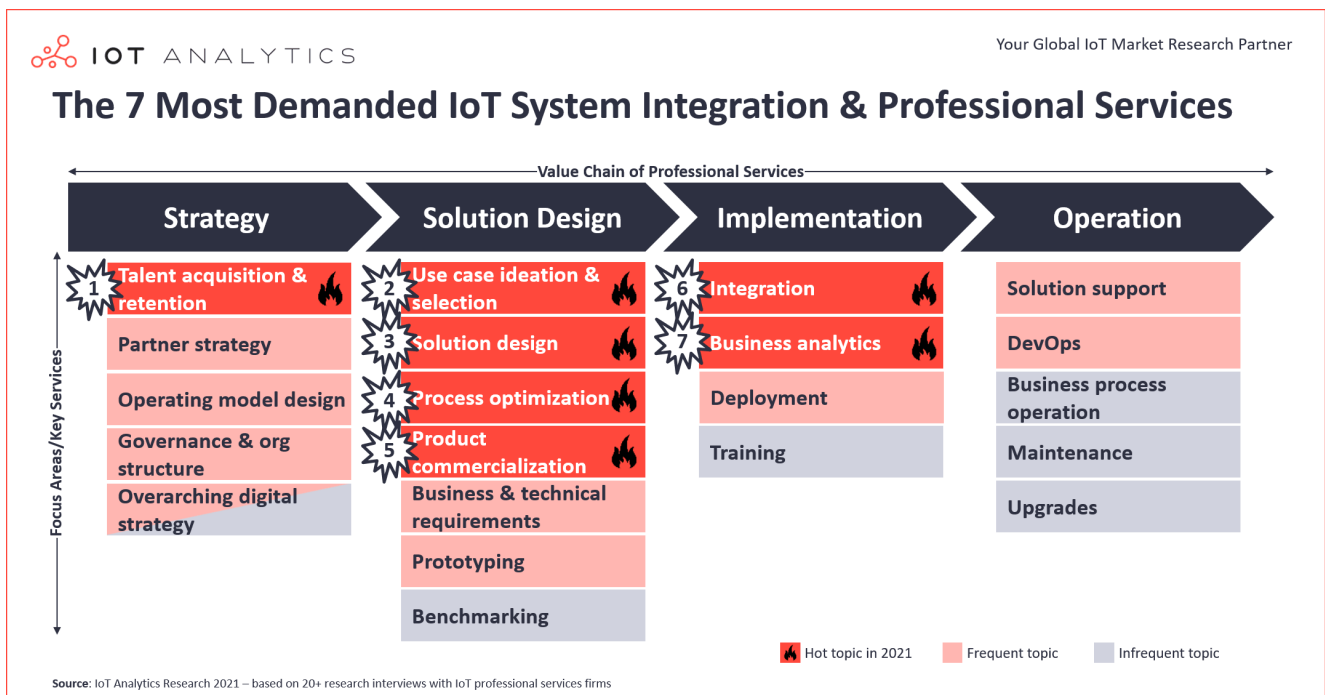 IOT ANALYTICS
Your Global IoT Market Research Partner
The 7 Most Demanded IoT System Integration & Professional Services
Value Chain of Professional Services
Strategy
Solution Design
Implementation
Operation
Focus Areas/Key Services
1
Talent acquisition &
retention
Partner strategy
Operating model design
Governance & org
structure
Overarching digital
strategy
2
Use case ideation &
selection
3
Solution design
4
Process optimization
5
Product
commercialization
Business & technical
requirements
Prototyping
Benchmarking
6
Integration
7
Business analytics
Deployment
Training
Solution support
DevOps
Business process
operation
Maintenance
Upgrades
Hot topic in 2021
Frequent topic
Infrequent topic
Source: IoT Analytics Research 2021 – based on 20+ research interviews with IoT professional services firms